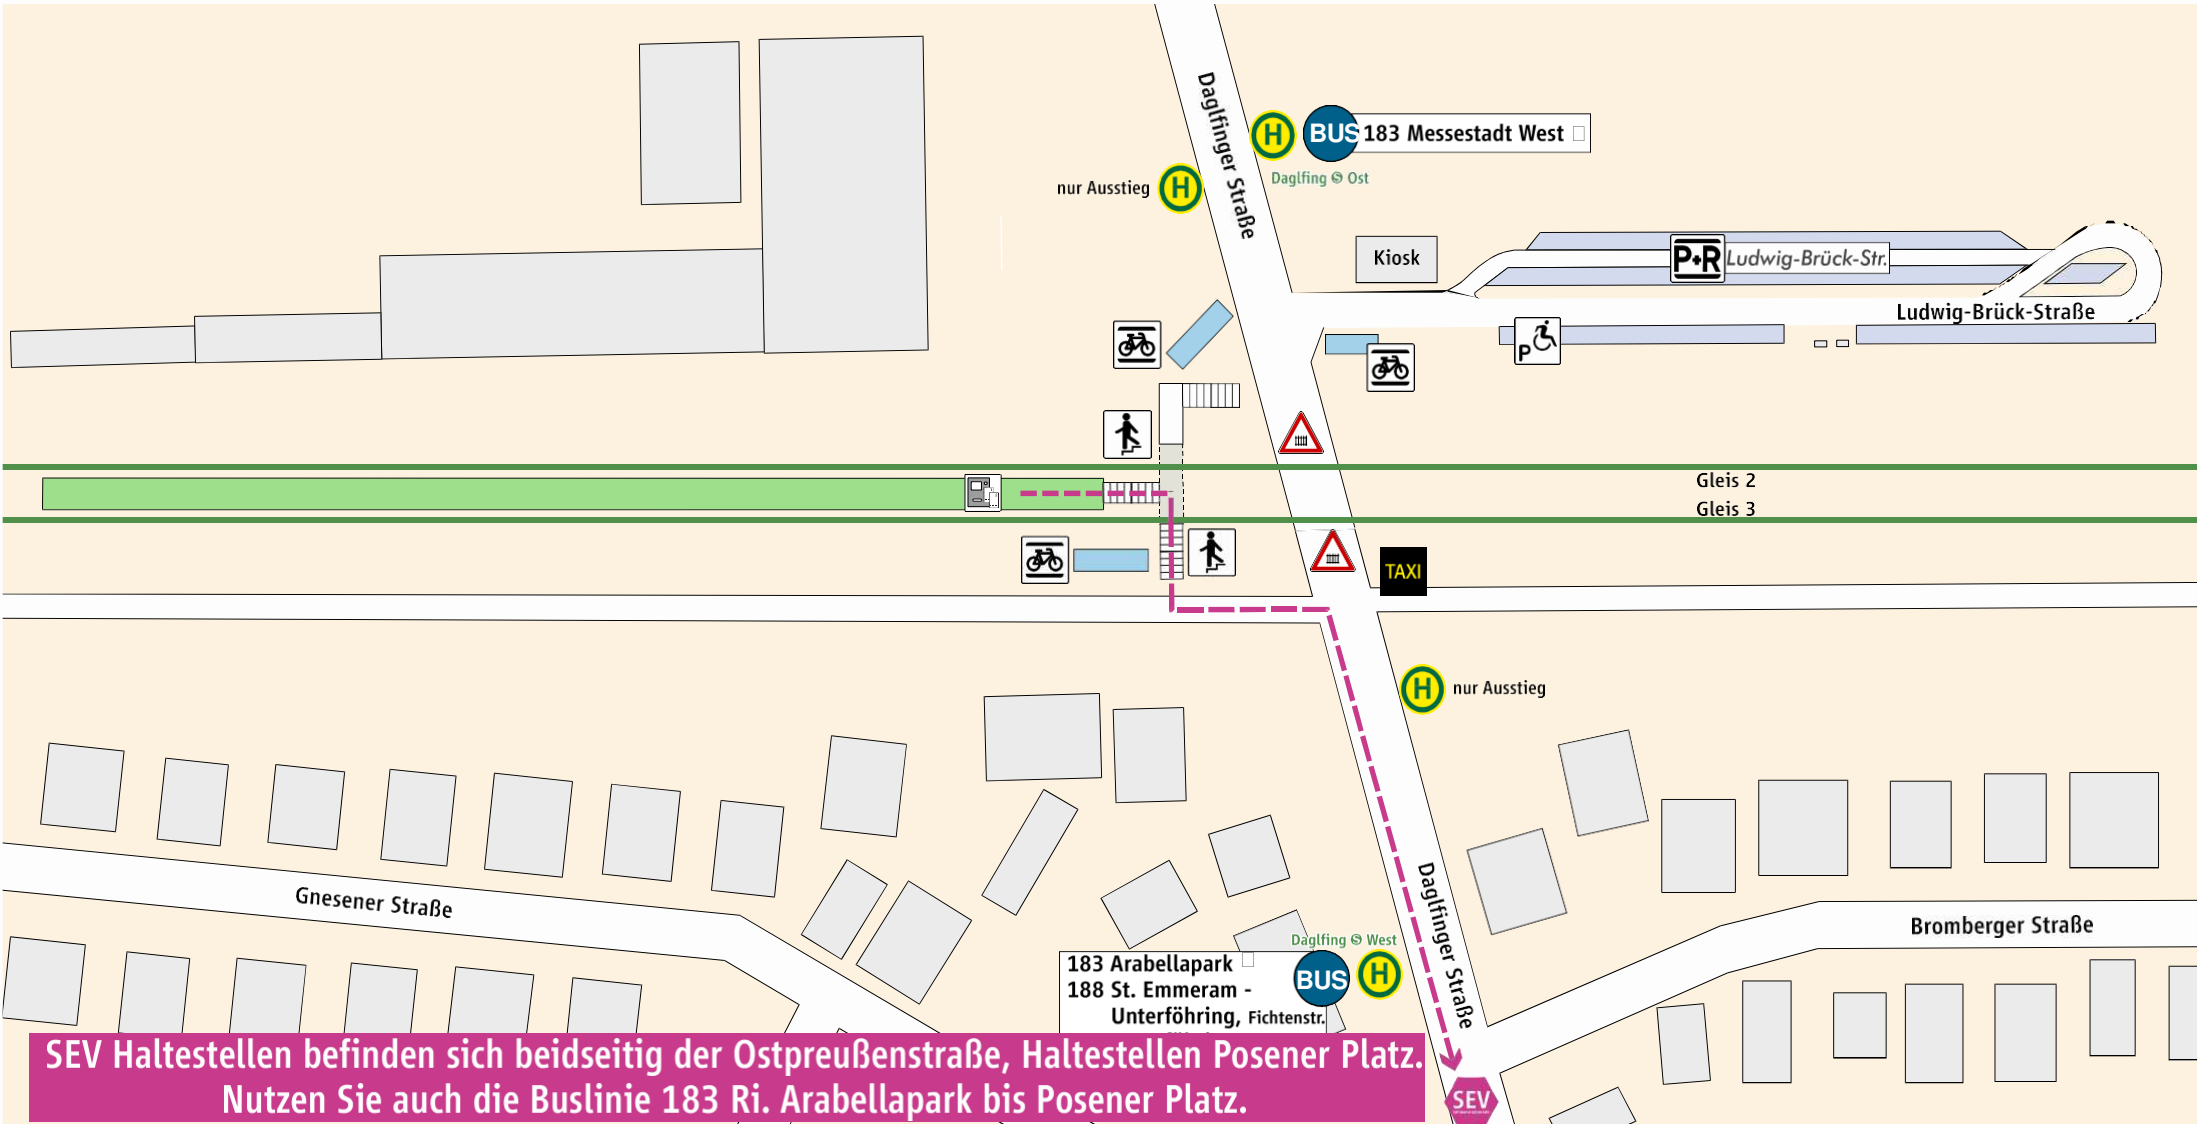 Daglfinger Straße
H
BUS
183 Messestadt West
Daglfing S Ost
nur Ausstieg
H
Kiosk
P+R
Ludwig-Brück-Str.
Ludwig-Brück-Straße
P
Gleis 2
Gleis 3
TAXI
H
nur Ausstieg
Daglfinger Straße
Gnesener Straße
Bromberger Straße
Daglfing S West
183 Arabellapark
188 St. Emmeram -
Unterföhring, Fichtenstr.
BUS
H
SEV Haltestellen befinden sich beidseitig der Ostpreußenstraße, Haltestellen Posener Platz.
Nutzen Sie auch die Buslinie 183 Ri. Arabellapark bis Posener Platz.
SEV